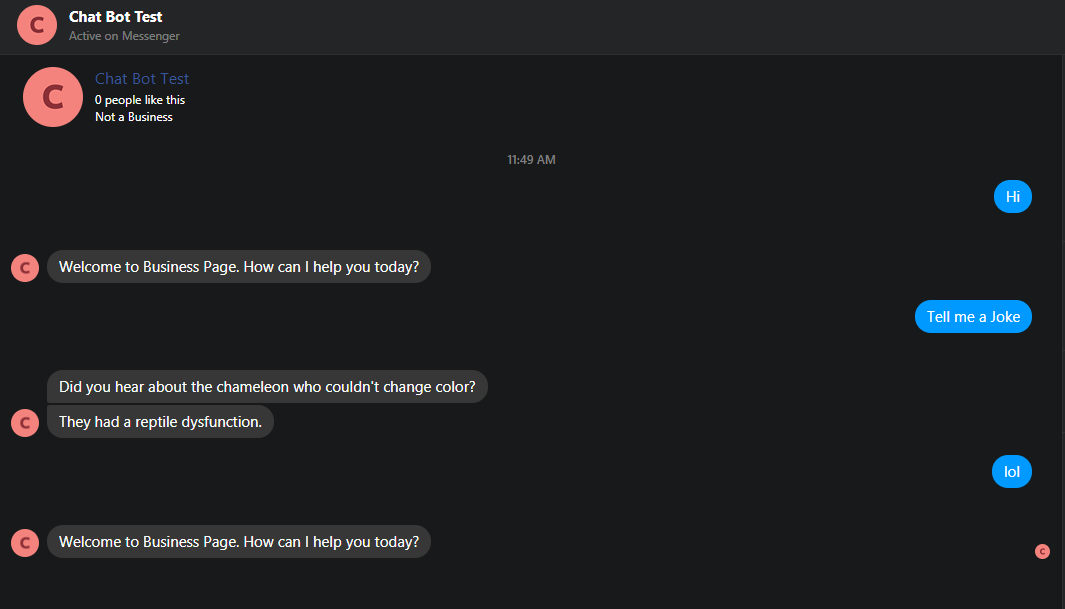 C
Chat Bot Test
Active on Messenger
C
Chat Bot Test
0 people like this
Not a Business
11:49 AM
Hi
C
Welcome to Business Page. How can I help you today?
Tell me a Joke
Did you hear about the chameleon who couldn't change color?
C
They had a reptile dysfunction.
lol
C
Welcome to Business Page. How can I help you today?
C